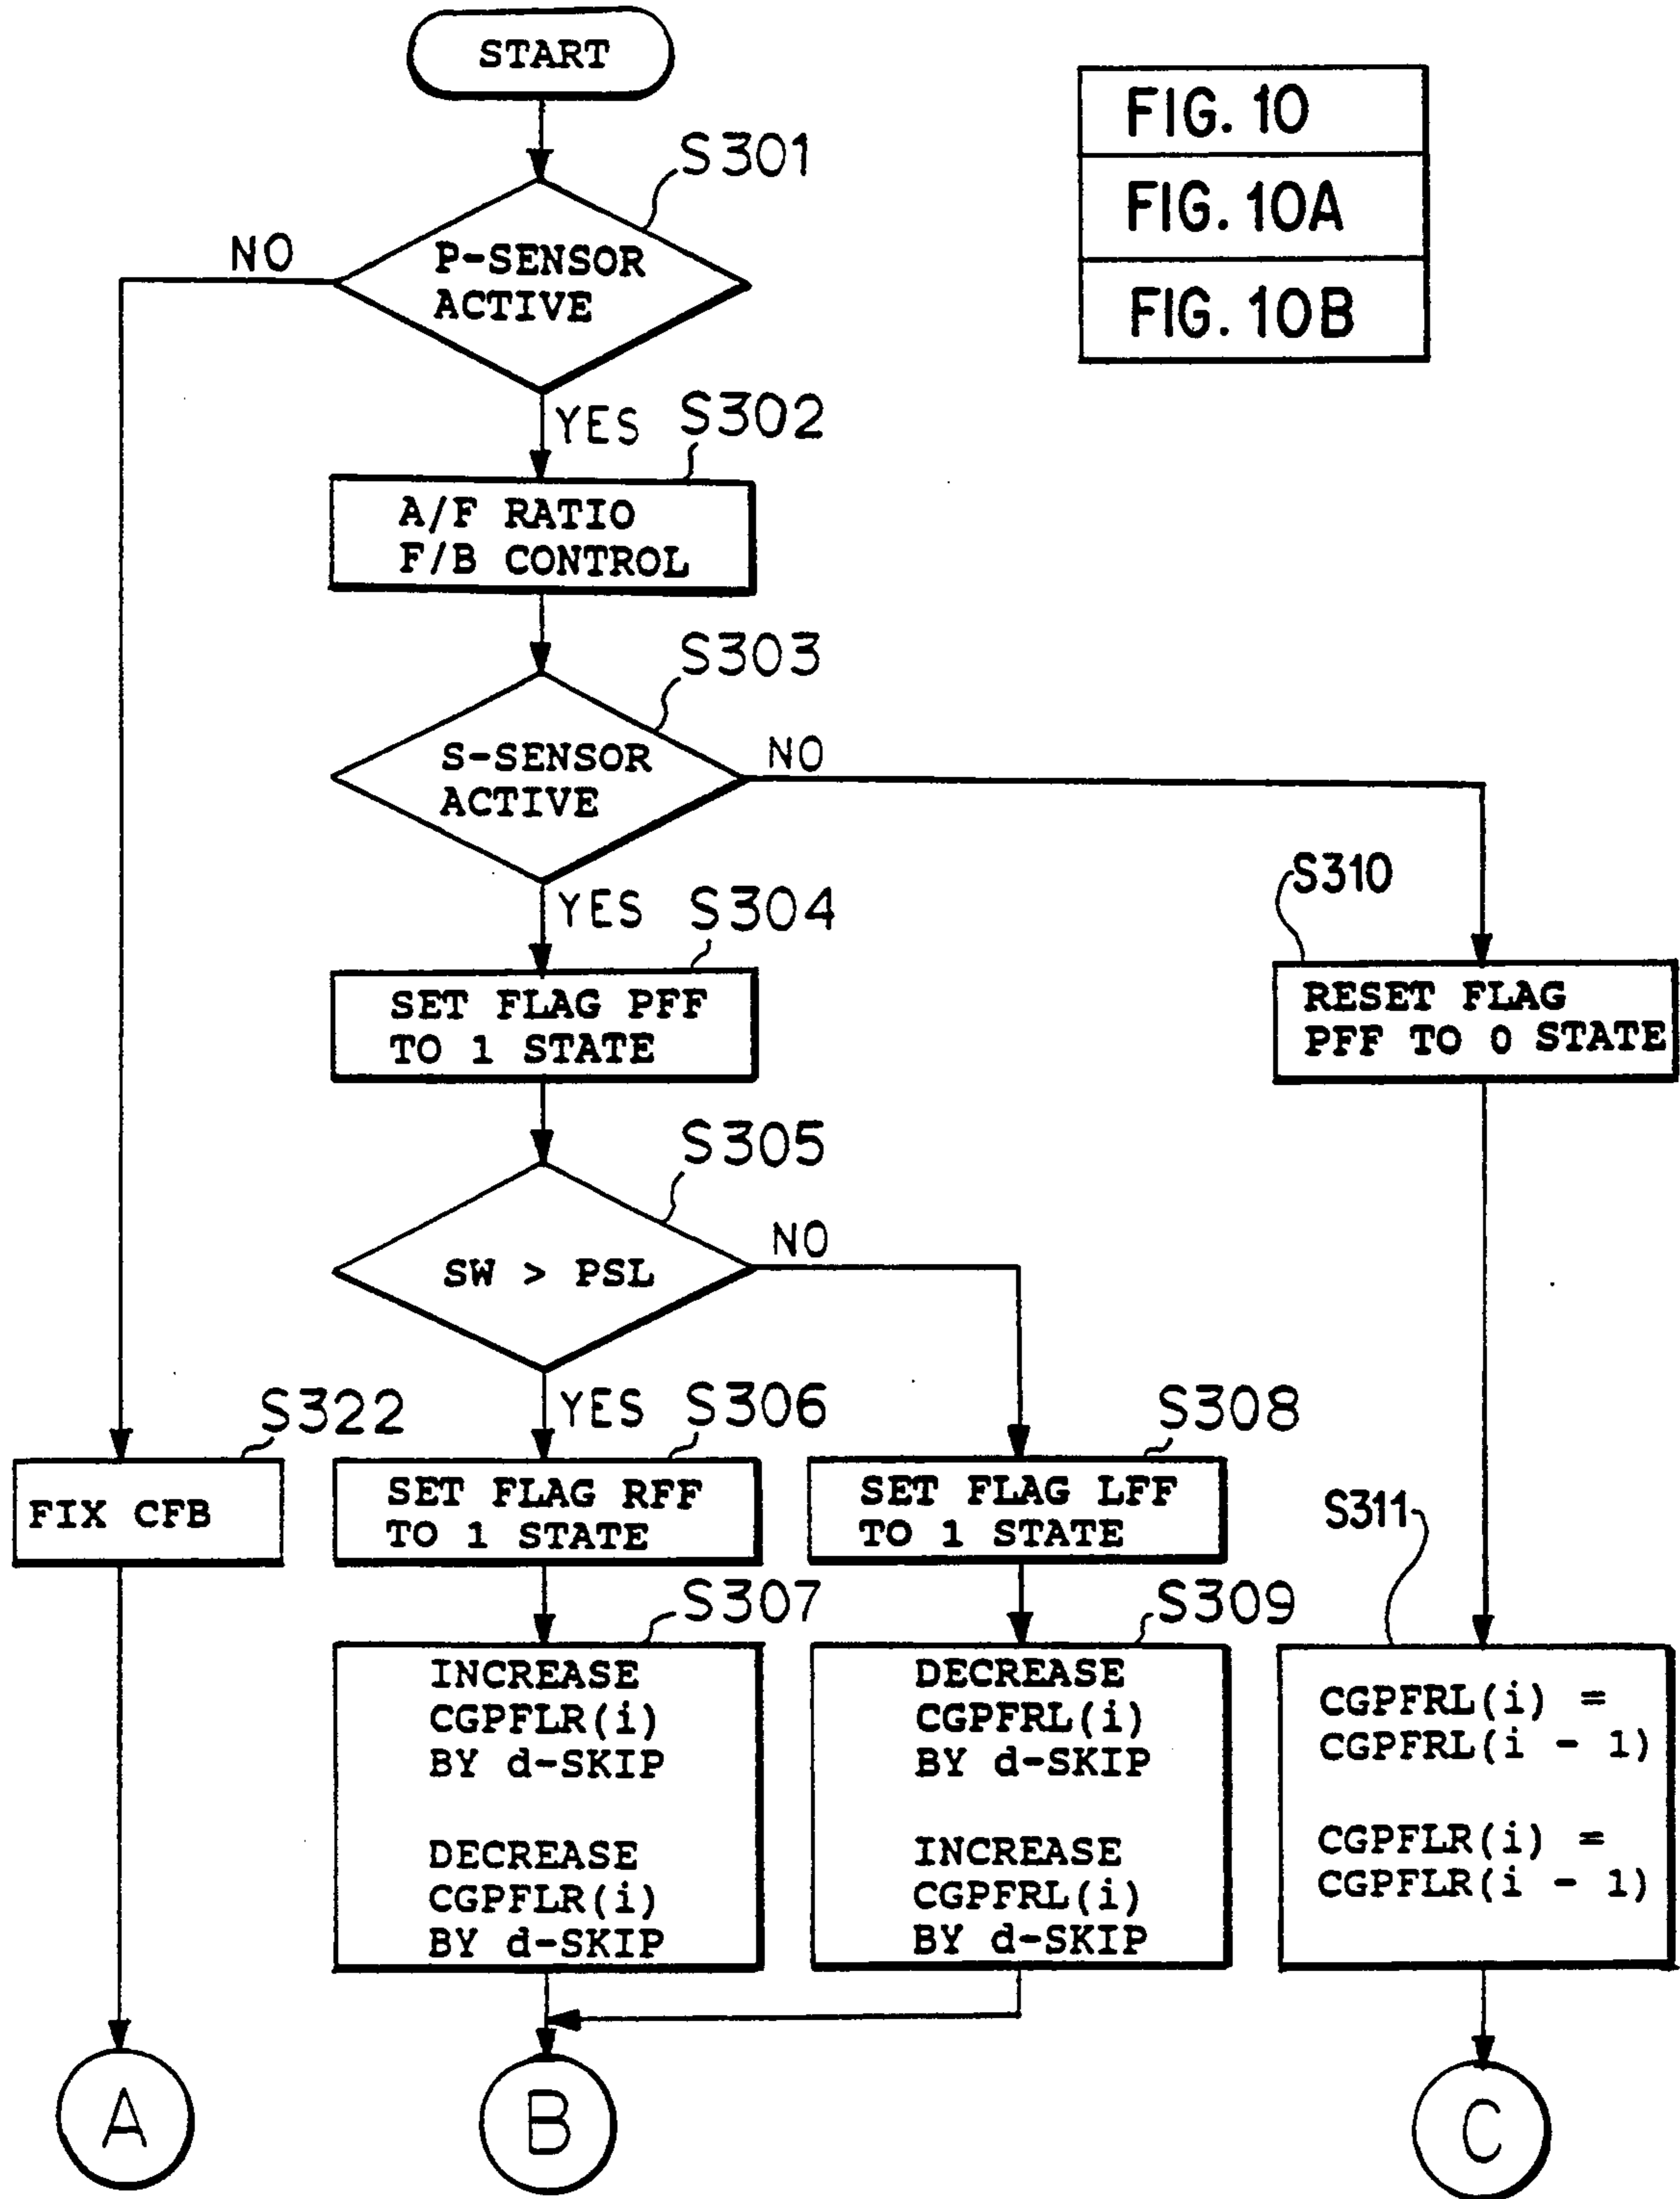 START
FIG. 10
FIG. 10A
FIG. 10B
S301
NO
P-SENSOR
ACTIVE
YES
S302
A/F RATIO
F/B CONTROL
S303
S-SENSOR
ACTIVE
NO
YES
S304
SET FLAG PFF
TO 1 STATE
S310
RESET FLAG
PFF TO 0 STATE
S305
SW > PSL
NO
YES
S322
FIX CFB
S306
SET FLAG RFF
TO 1 STATE
S308
SET FLAG LFF
TO 1 STATE
S307
INCREASE
CGPFLR(i)
BY d-SKIP
DECREASE
CGPFLR(i)
BY d-SKIP
S309
DECREASE
CGPFRL(i)
BY d-SKIP
INCREASE
CGPFRL(i)
BY d-SKIP
S311
CGPFRL(i) =
CGPFRL(i - 1)
CGPFLR(i) =
CGPFLR(i - 1)
A
B
C